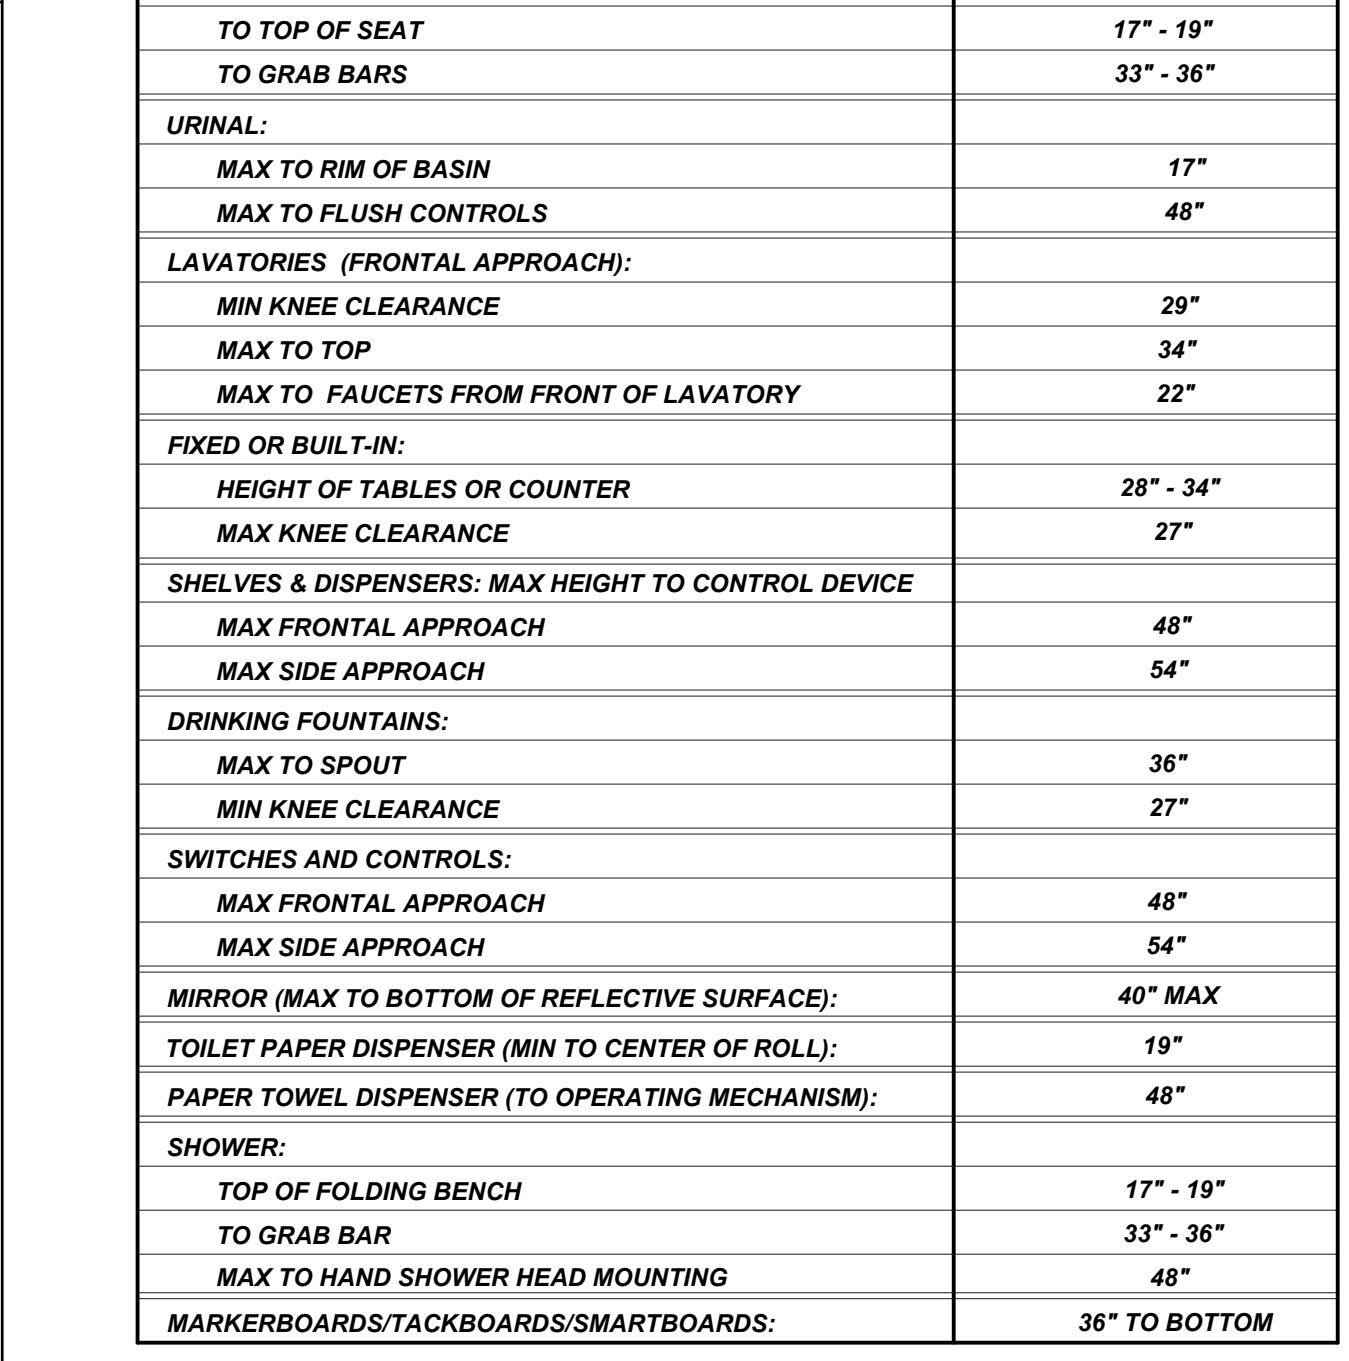 TO TOP OF SEAT 17" - 19"
TO GRAB BARS 33" - 36"
URINAL:
MAX TO RIM OF BASIN 17"
MAX TO FLUSH CONTROLS 48"
LAVATORIES (FRONTAL APPROACH):
MIN KNEE CLEARANCE 29"
MAX TO TOP 34"
MAX TO FAUCETS FROM FRONT OF LAVATORY 22"
FIXED OR BUILT-IN:
HEIGHT OF TABLES OR COUNTER 28" - 34"
MAX KNEE CLEARANCE 27"
SHELVES & DISPENSERS: MAX HEIGHT TO CONTROL DEVICE
MAX FRONTAL APPROACH 48"
MAX SIDE APPROACH 54"
DRINKING FOUNTAINS:
MAX TO SPOUT 36"
MIN KNEE CLEARANCE 27"
SWITCHES AND CONTROLS:
MAX FRONTAL APPROACH 48"
MAX SIDE APPROACH 54"
MIRROR (MAX TO BOTTOM OF REFLECTIVE SURFACE): 40" MAX
TOILET PAPER DISPENSER (MIN TO CENTER OF ROLL): 19"
PAPER TOWEL DISPENSER (TO OPERATING MECHANISM): 48"
SHOWER:
TOP OF FOLDING BENCH 17" - 19"
TO GRAB BAR 33" - 36"
MAX TO HAND SHOWER HEAD MOUNTING 48"
MARKERBOARDS/TACKBOARDS/SMARTBOARDS: 36" TO BOTTOM